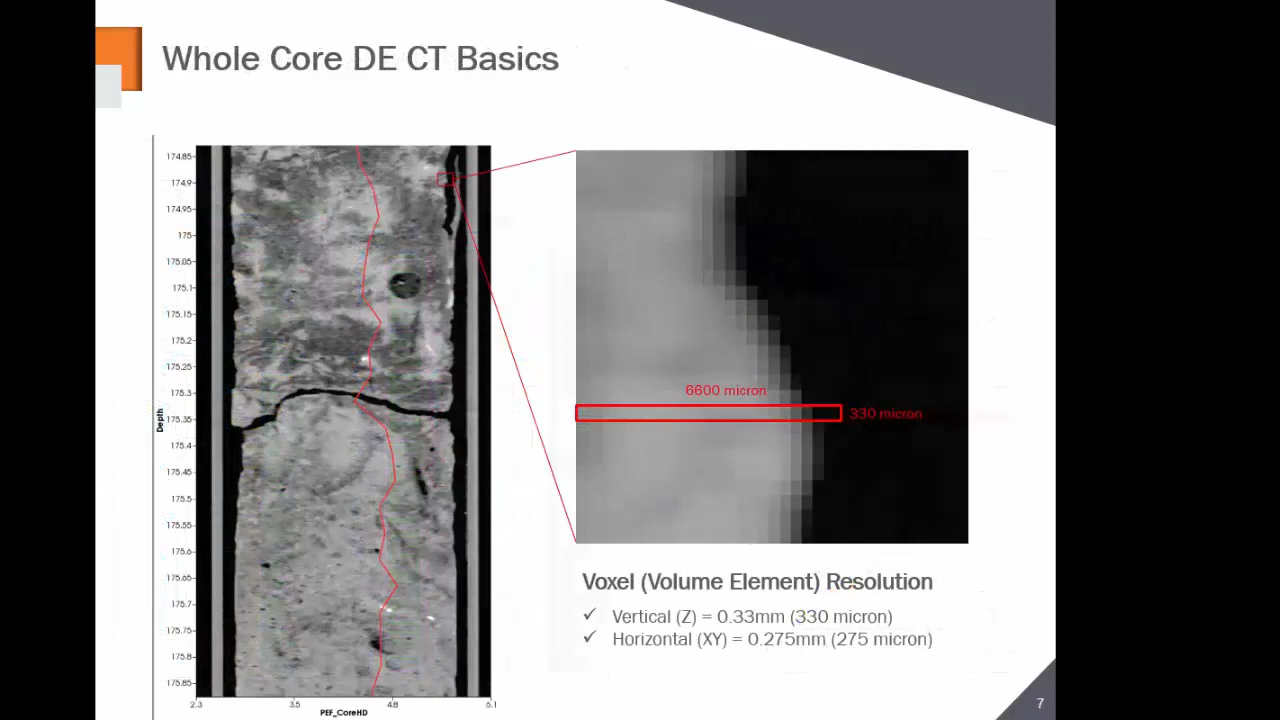 Whole Core DE CT Basics
174.85
174.9
174.95
175
175.05
175.1
175.15
175.2
175.25
175.3
175.35
175.4
175.45
175.5
175.55
175.6
175.65
175.7
175.75
175.8
175.85
Depth
2.3 3.5 4.8 6.1
PEF_CoreHD
6600 micron
330 micron
Voxel (Volume Element) Resolution
✓ Vertical (Z) = 0.33mm (330 micron)
✓ Horizontal (XY) = 0.275mm (275 micron)
7